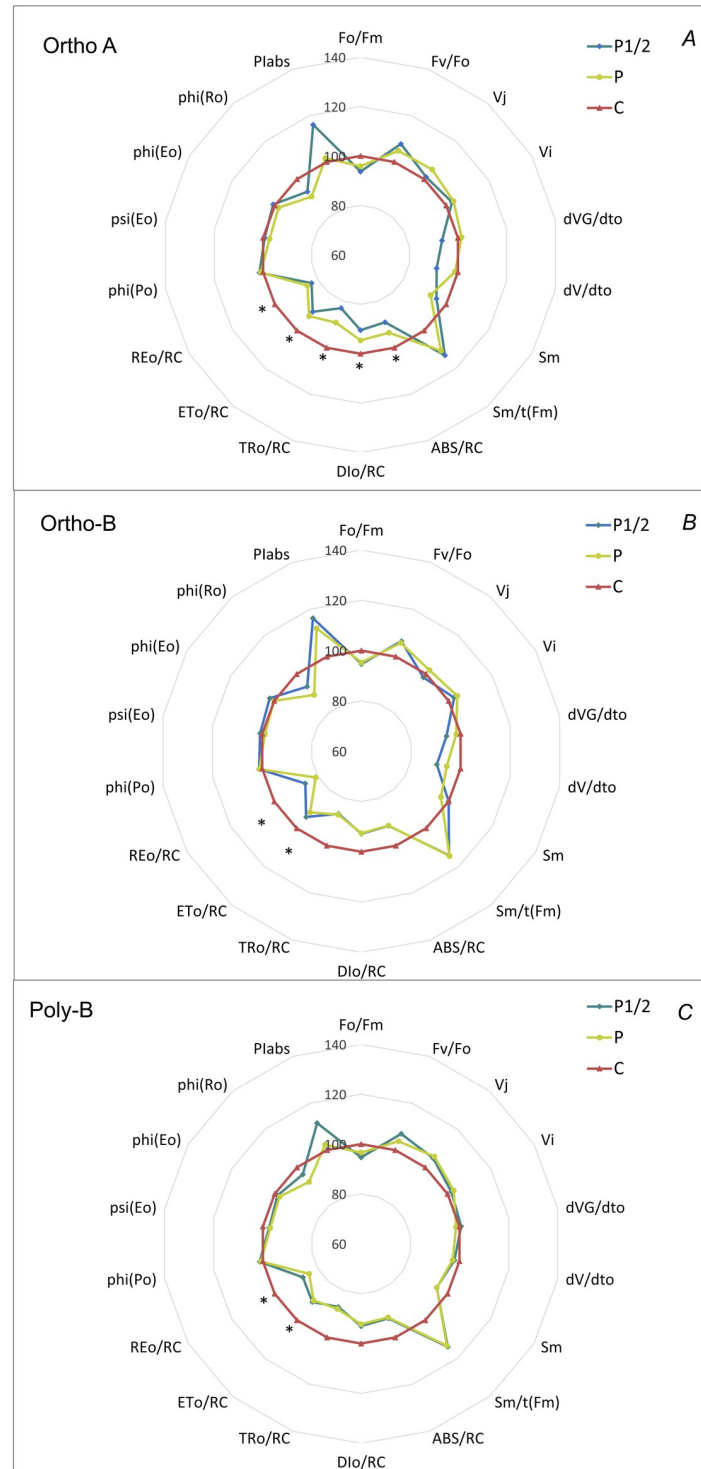 Ortho A
A
P1/2
P
C
Fo/Fm
Fv/Fo
Vj
Vi
dVG/dto
dV/dto
Sm
Sm/t(Fm)
ABS/RC
DIo/RC
TRo/RC
ETo/RC
REo/RC
phi(Po)
psi(Eo)
phi(Eo)
phi(Ro)
PIabs
140
120
100
80
60
*
*
*
*
*
Ortho-B
B
P1/2
P
C
Fo/Fm
Fv/Fo
Vj
Vi
dVG/dto
dV/dto
Sm
Sm/t(Fm)
ABS/RC
DIo/RC
TRo/RC
ETo/RC
REo/RC
phi(Po)
psi(Eo)
phi(Eo)
phi(Ro)
PIabs
140
120
100
80
60
*
*
Poly-B
C
P1/2
P
C
Fo/Fm
Fv/Fo
Vj
Vi
dVG/dto
dV/dto
Sm
Sm/t(Fm)
ABS/RC
DIo/RC
TRo/RC
ETo/RC
REo/RC
phi(Po)
psi(Eo)
phi(Eo)
phi(Ro)
PIabs
140
120
100
80
60
*
*